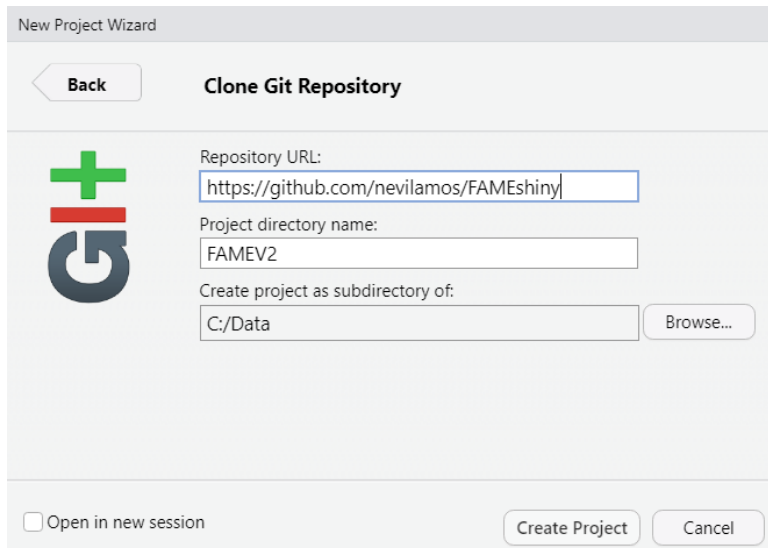 New Project Wizard
Back
Clone Git Repository
GIt
Repository URL:
https://github.com/nevilamos/FAMEshiny
Project directory name:
FAMEV2
Create project as subdirectory of:
C:/Data
Browse...
Open in new session
Create Project
Cancel